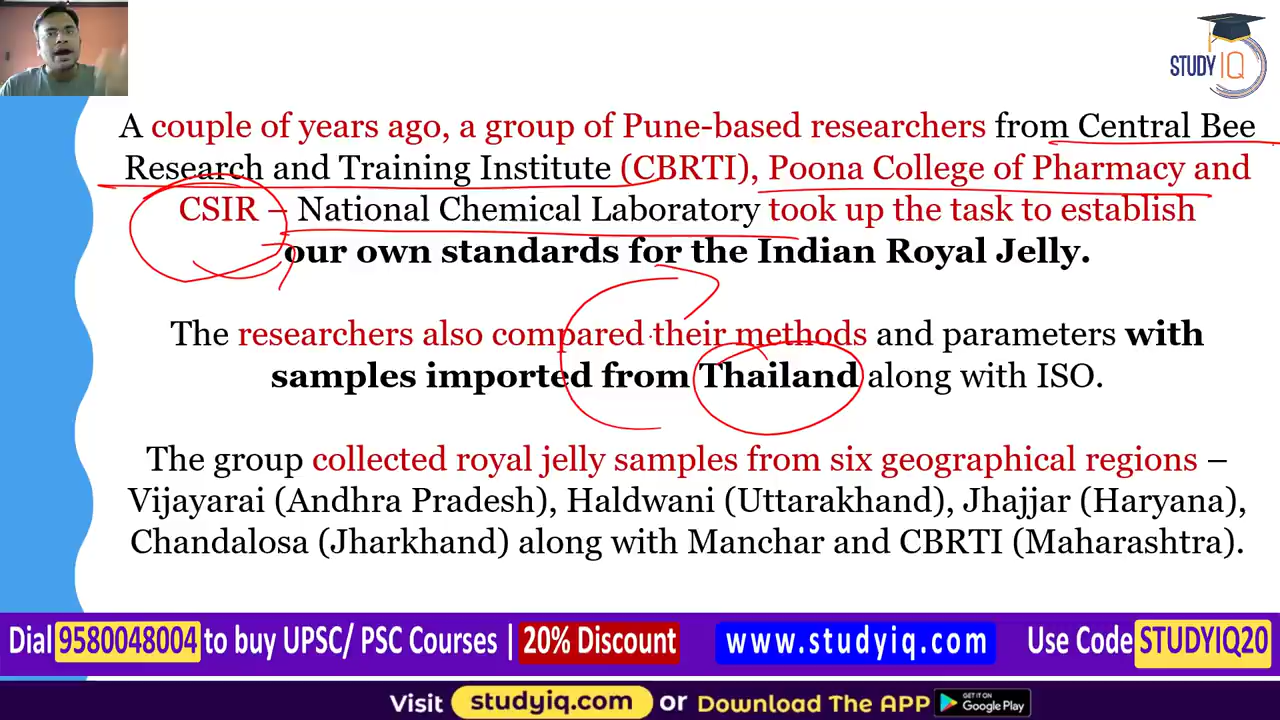 STUDY IQ
A couple of years ago, a group of Pune-based researchers from Central Bee
Research and Training Institute (CBRTI), Poona College of Pharmacy and
CSIR – National Chemical Laboratory took up the task to establish
our own standards for the Indian Royal Jelly.
The researchers also compared their methods and parameters with
samples imported from Thailand along with ISO.
The group collected royal jelly samples from six geographical regions –
Vijayarai (Andhra Pradesh), Haldwani (Uttarakhand), Jhajjar (Haryana),
Chandalosa (Jharkhand) along with Manchar and CBRTI (Maharashtra).
Dial 9580048004 to buy UPSC/ PSC Courses | 20% Discount www.studyiq.com Use Code STUDYIQ20
Visit studyiq.com or Download The APP GET IT ON Google Play